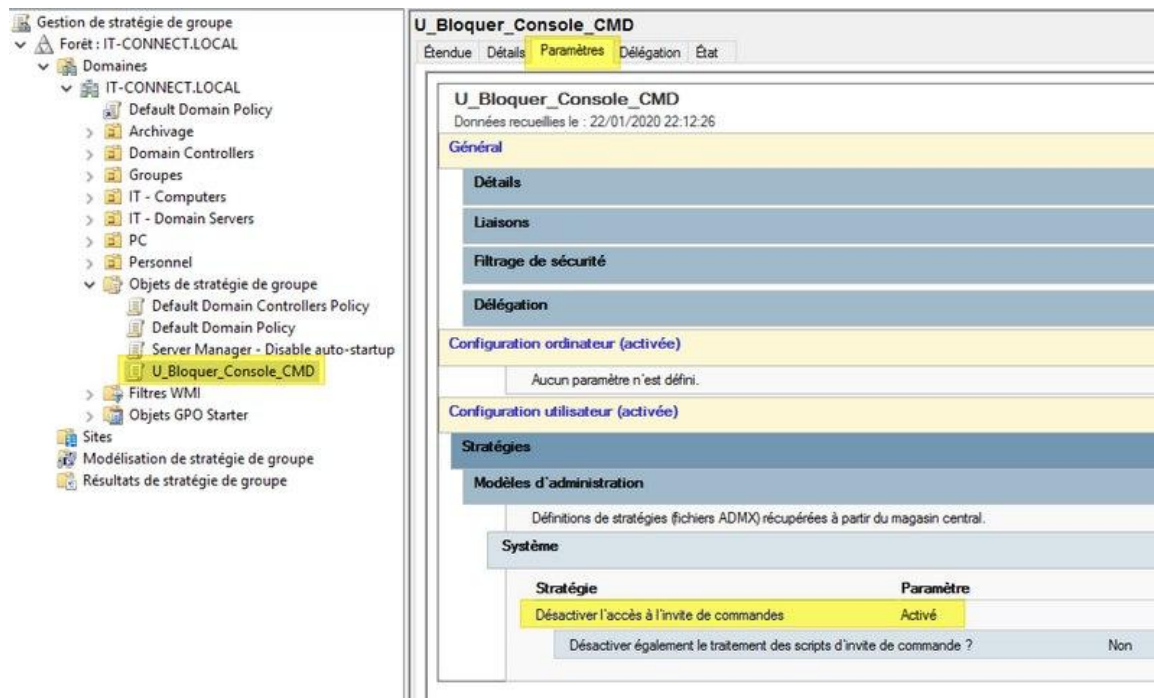 Gestion de stratégie de groupe
Forêt : IT-CONNECT.LOCAL
Domaines
IT-CONNECT.LOCAL
Default Domain Policy
Archivage
Domain Controllers
Groupes
IT - Computers
IT - Domain Servers
PC
Personnel
Objets de stratégie de groupe
Default Domain Controllers Policy
Default Domain Policy
Server Manager - Disable auto-startup
U_Bloquer_Console_CMD
Filtres WMI
Objets GPO Starter
Sites
Modélisation de stratégie de groupe
Résultats de stratégie de groupe
U_Bloquer_Console_CMD
Étendue Détails Paramètres Délégation État
U_Bloquer_Console_CMD
Données recueillies le : 22/01/2020 22:12:26
Général
Détails
Liaisons
Filtrage de sécurité
Délégation
Configuration ordinateur (activée)
Aucun paramètre n'est défini.
Configuration utilisateur (activée)
Stratégies
Modèles d'administration
Définitions de stratégies (fichiers ADMX) récupérées à partir du magasin central.
Système
Stratégie Paramètre
Désactiver l'accès à l'invite de commandes Activé
Désactiver également le traitement des scripts d'invite de commande ? Non